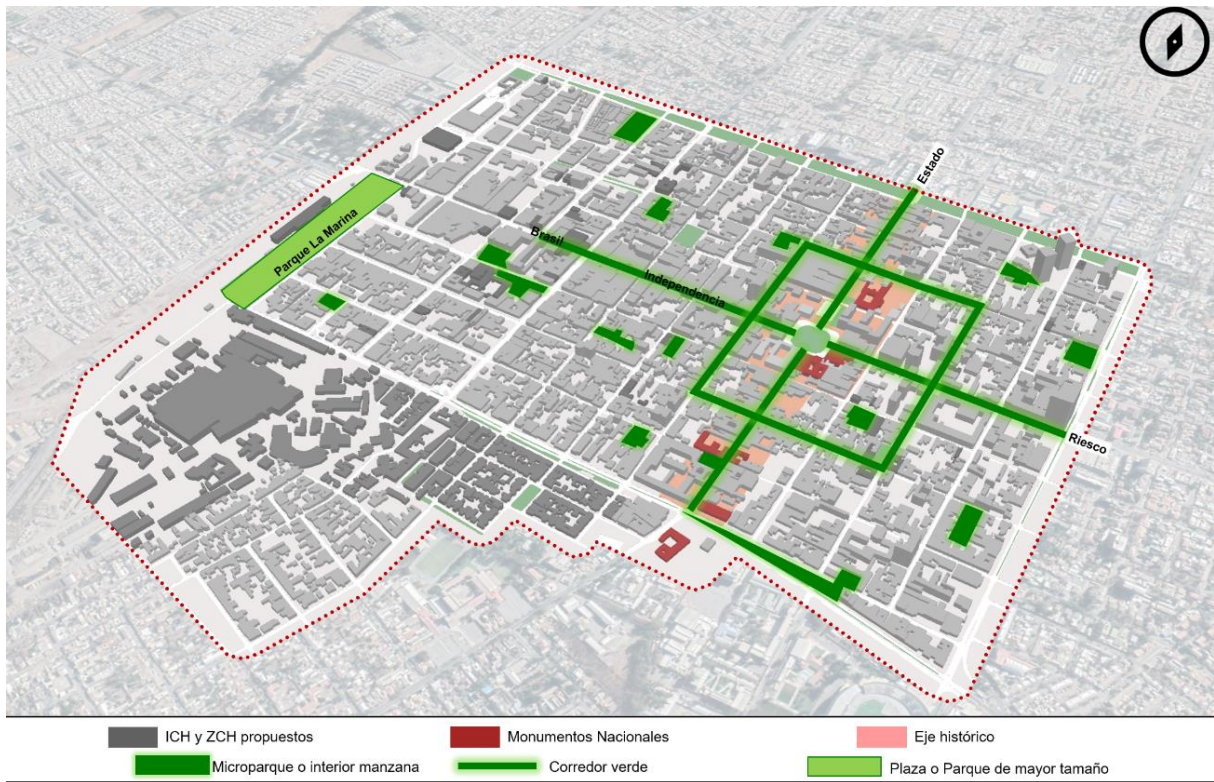 Estado
Parque La Marina
Brasil
Independencia
Riesco
ICH y ZCH propuestos
Monumentos Nacionales
Eje histórico
Microparque o interior manzana
Corredor verde
Plaza o Parque de mayor tamaño